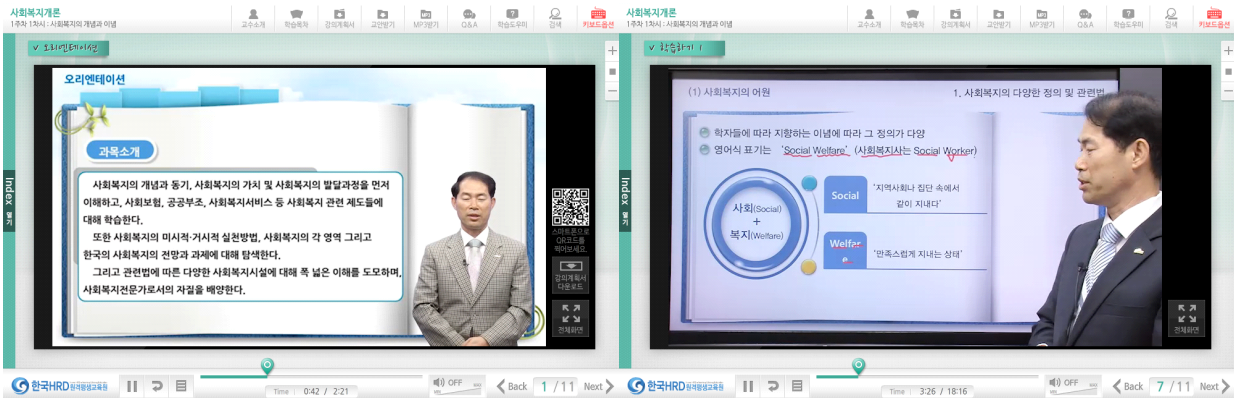 사회복지개론
1주차 1차시 : 사회복지의 개념과 이념
교수소개
학습목차
강의계획서
교안받기
MP3받기
Q&A
학습도우미
검색
키보드옵션
오리엔테이션
오리엔테이션
과목소개
사회복지의 개념과 동기, 사회복지의 가치 및 사회복지의 발달과정을 먼저
이해하고, 사회보험, 공공부조, 사회복지서비스 등 사회복지 관련 제도들에
대해 학습한다.
또한 사회복지의 미시적·거시적 실천방법, 사회복지의 각 영역 그리고
한국의 사회복지의 전망과 과제에 대해 탐색한다.
그리고 관련법에 따른 다양한 사회복지시설에 대해 폭 넓은 이해를 도모하며,
사회복지전문가로서의 자질을 배양한다.
스마트폰으로
QR코드를
찍어보세요.
강의계획서
다운로드
전체화면
Index
열기
한국HRD원격평생교육원
Time 0:42 / 2:21
OFF
Back 1 / 11 Next
사회복지개론
1주차 1차시 : 사회복지의 개념과 이념
교수소개
학습목차
강의계획서
교안받기
MP3받기
Q&A
학습도우미
검색
키보드옵션
학습하기 1
(1) 사회복지의 어원
1. 사회복지의 다양한 정의 및 관련법
학자들에 따라 지향하는 이념에 따라 그 정의가 다양
영어식 표기는 'Social Welfare' (사회복지사는 Social Worker)
사회(Social)
+
복지(Welfare)
Social
'지역사회나 집단 속에서
같이 지내다'
Welfar
e
'만족스럽게 지내는 상태'
전체화면
Index
열기
한국HRD원격평생교육원
Time 3:26 / 18:16
OFF
Back 7 / 11 Next